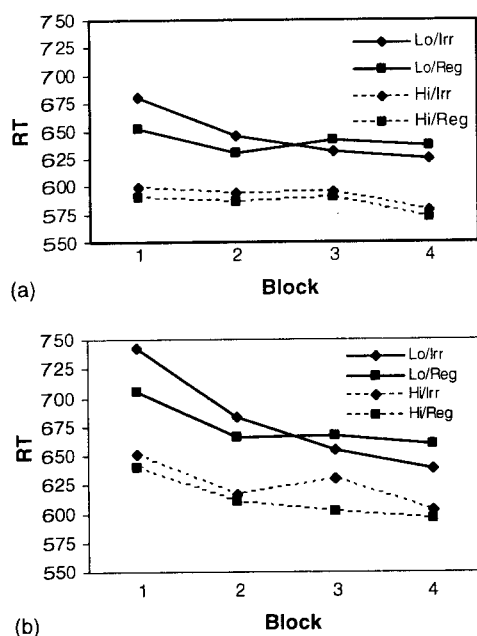 750
725
700
675
650
625
600
575
550
RT
Lo/Irr
Lo/Reg
Hi/Irr
Hi/Reg
1 2 3 4
Block
(a)
750
725
700
675
650
625
600
575
550
RT
Lo/Irr
Lo/Reg
Hi/Irr
Hi/Reg
1 2 3 4
Block
(b)